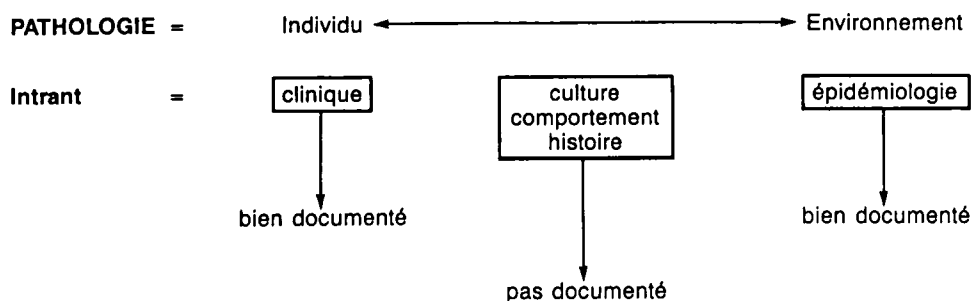 PATHOLOGIE = Individu Environnement
Intrant = clinique culture épidémiologie
comportement
histoire
bien documenté bien documenté
pas documenté